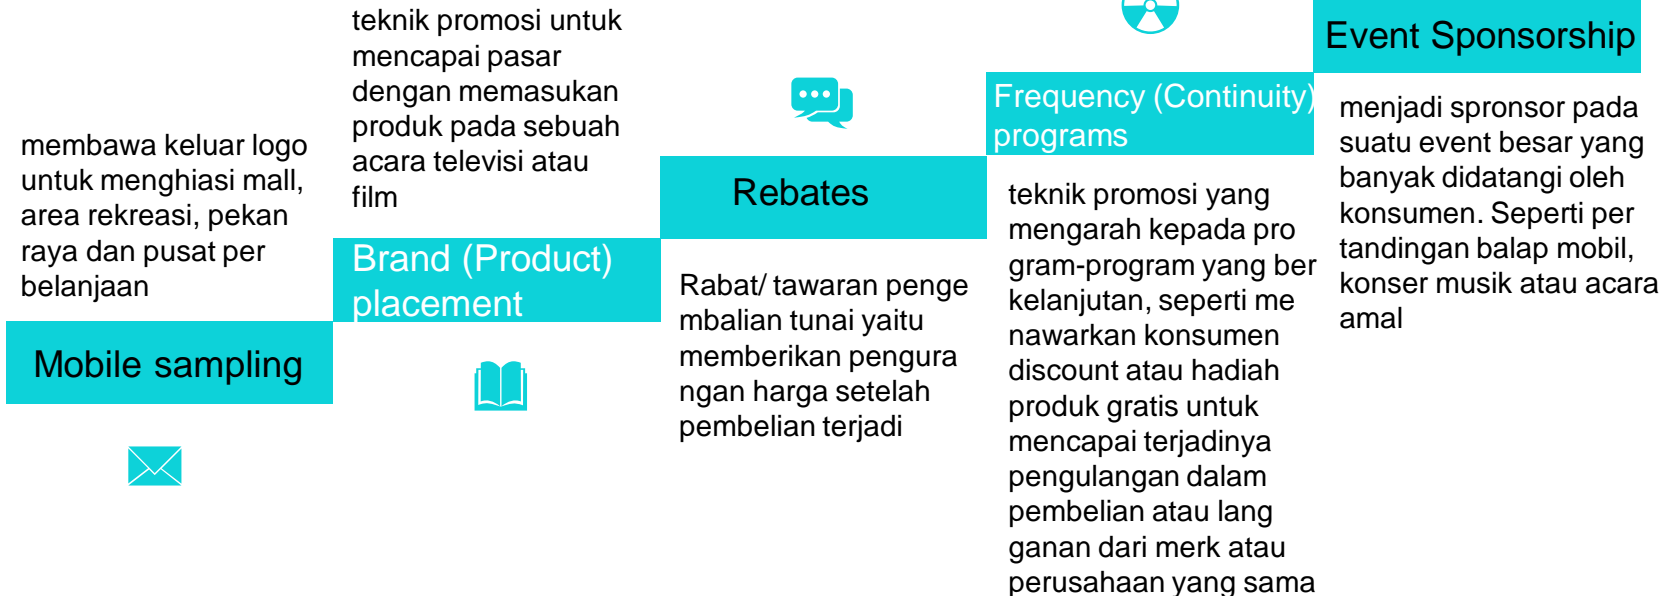 membawa keluar logo
untuk menghiasi mall,
area rekreasi, pekan
raya dan pusat per
belanjaan
Mobile sampling
teknik promosi untuk
mencapai pasar
dengan memasukan
produk pada sebuah
acara televisi atau
film
Brand (Product)
placement
Rebates
Rabat/ tawaran penge
mbalian tunai yaitu
memberikan pengura
ngan harga setelah
pembelian terjadi
Frequency (Continuity)
programs
teknik promosi yang
mengarah kepada pro
gram-program yang ber
kelanjutan, seperti me
nawarkan konsumen
discount atau hadiah
produk gratis untuk
mencapai terjadinya
pengulangan dalam
pembelian atau lang
ganan dari merk atau
perusahaan yang sama
Event Sponsorship
menjadi spronsor pada
suatu event besar yang
banyak didatangi oleh
konsumen. Seperti per
tandingan balap mobil,
konser musik atau acara
amal